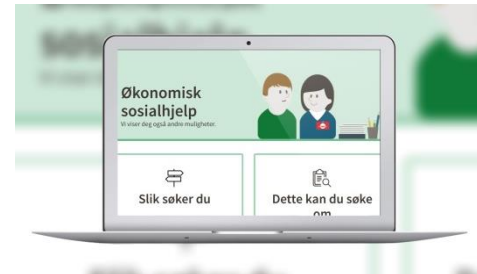 Økonomisk
sosialhjelp
Vi viser deg også andre muligheter.
Slik søker du
Dette kan du søke
om